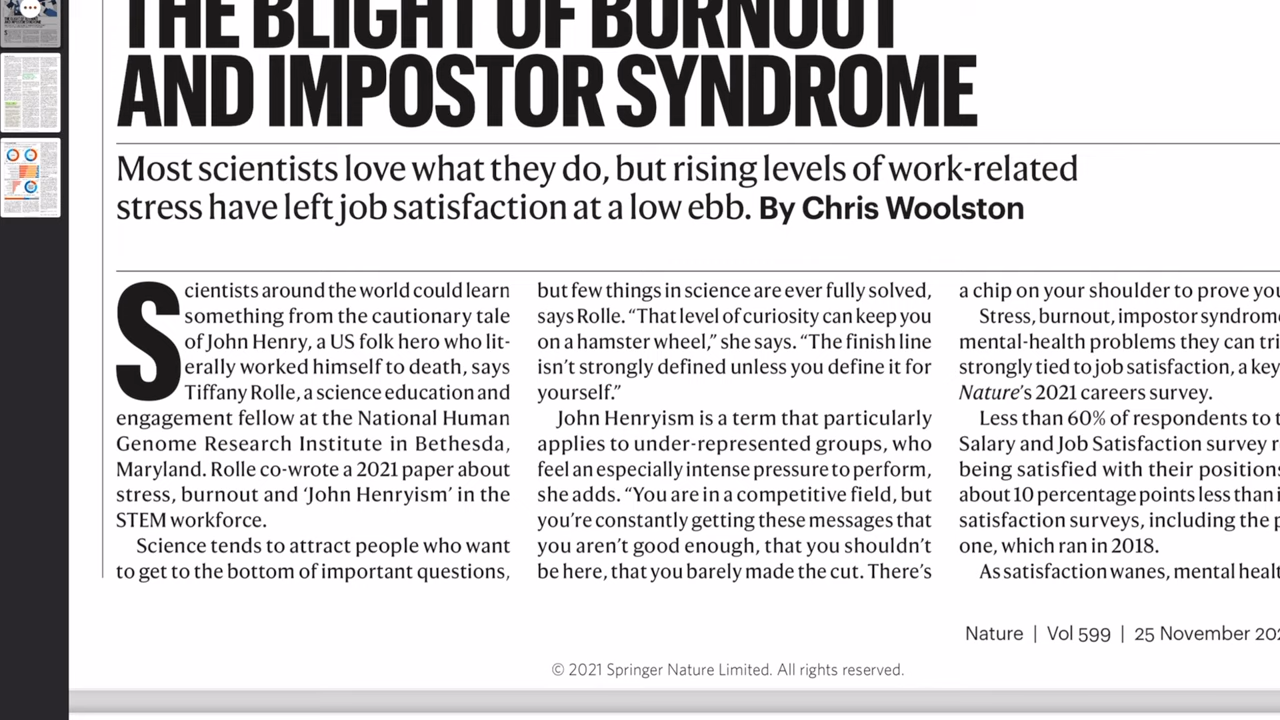 THE BLIGHT OF BURNOUT
AND IMPOSTOR SYNDROME
Most scientists love what they do, but rising levels of work-related
stress have left job satisfaction at a low ebb. By Chris Woolston
Scientists around the world could learn
something from the cautionary tale
of John Henry, a US folk hero who lit-
erally worked himself to death, says
Tiffany Rolle, a science education and
engagement fellow at the National Human
Genome Research Institute in Bethesda,
Maryland. Rolle co-wrote a 2021 paper about
stress, burnout and ‘John Henryism’ in the
STEM workforce.
Science tends to attract people who want
to get to the bottom of important questions,
but few things in science are ever fully solved,
says Rolle. “That level of curiosity can keep you
on a hamster wheel,” she says. “The finish line
isn’t strongly defined unless you define it for
yourself.”
John Henryism is a term that particularly
applies to under-represented groups, who
feel an especially intense pressure to perform,
she adds. “You are in a competitive field, but
you’re constantly getting these messages that
you aren’t good enough, that you shouldn’t
be here, that you barely made the cut. There’s
a chip on your shoulder to prove you
Stress, burnout, impostor syndrome
mental-health problems they can tri
strongly tied to job satisfaction, a key
Nature’s 2021 careers survey.
Less than 60% of respondents to t
Salary and Job Satisfaction survey r
being satisfied with their positions
about 10 percentage points less than i
satisfaction surveys, including the p
one, which ran in 2018.
As satisfaction wanes, mental healt
Nature | Vol 599 | 25 November 202
© 2021 Springer Nature Limited. All rights reserved.